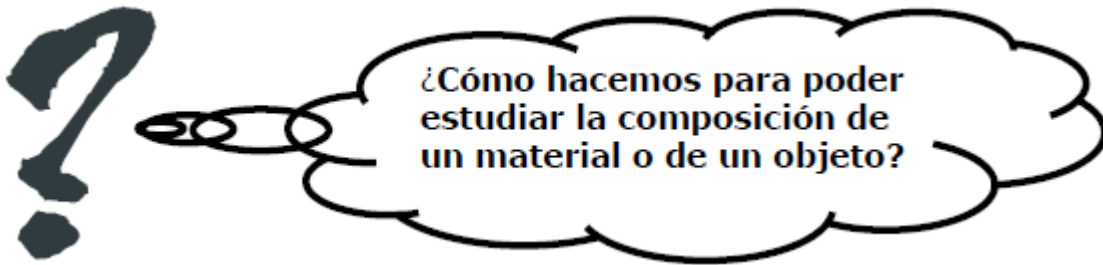 ¿Cómo hacemos para poder
estudiar la composición de
un material o de un objeto?